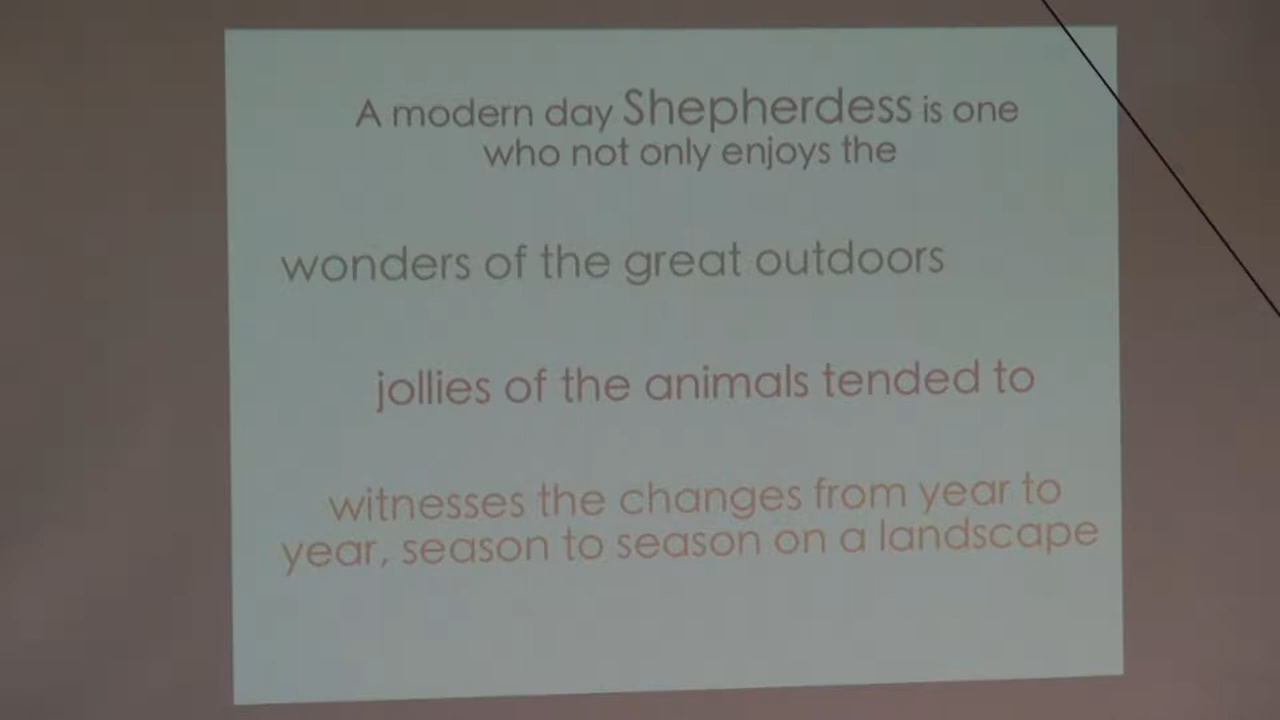 A modern day Shepherdess is one
who not only enjoys the
wonders of the great outdoors
jollies of the animals tended to
witnesses the changes from year to
year, season to season on a landscape